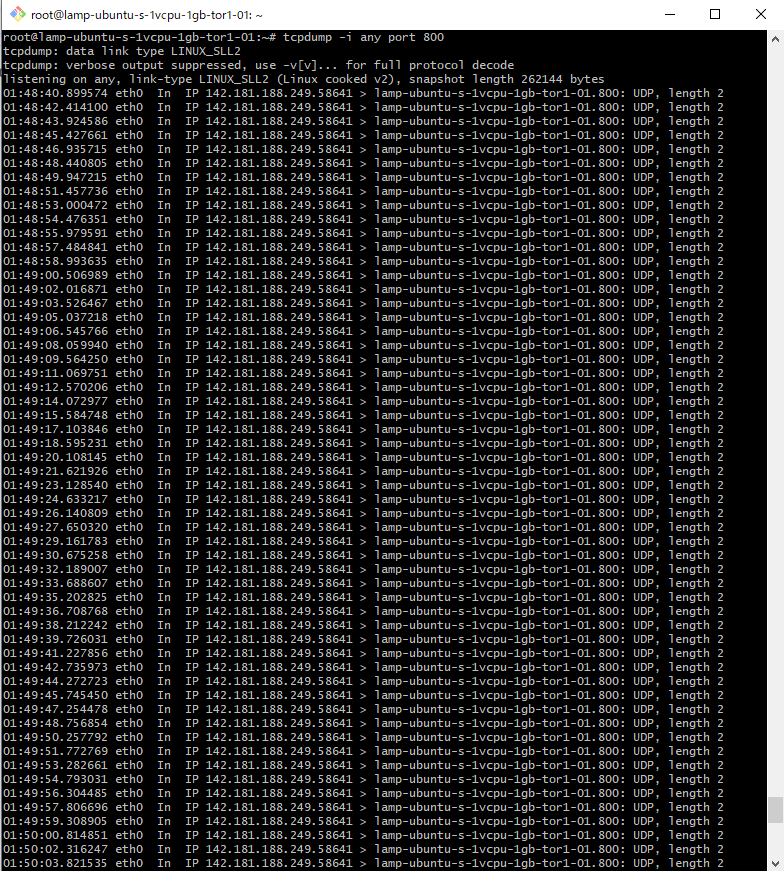 root@lamp-ubuntu-s-1vcpu-1gb-tor1-01: ~
root@lamp-ubuntu-s-1vcpu-1gb-tor1-01:~# tcpdump -i any port 800
tcpdump: data link type LINUX_SLL2
tcpdump: verbose output suppressed, use -v[v]... for full protocol decode
listening on any, link-type LINUX_SLL2 (Linux cooked v2), snapshot length 262144 bytes
01:48:40.899574 eth0  In  IP 142.181.188.249.58641 > lamp-ubuntu-s-1vcpu-1gb-tor1-01.800: UDP, length 2
01:48:42.414100 eth0  In  IP 142.181.188.249.58641 > lamp-ubuntu-s-1vcpu-1gb-tor1-01.800: UDP, length 2
01:48:43.924586 eth0  In  IP 142.181.188.249.58641 > lamp-ubuntu-s-1vcpu-1gb-tor1-01.800: UDP, length 2
01:48:45.427661 eth0  In  IP 142.181.188.249.58641 > lamp-ubuntu-s-1vcpu-1gb-tor1-01.800: UDP, length 2
01:48:46.935715 eth0  In  IP 142.181.188.249.58641 > lamp-ubuntu-s-1vcpu-1gb-tor1-01.800: UDP, length 2
01:48:48.440805 eth0  In  IP 142.181.188.249.58641 > lamp-ubuntu-s-1vcpu-1gb-tor1-01.800: UDP, length 2
01:48:49.947215 eth0  In  IP 142.181.188.249.58641 > lamp-ubuntu-s-1vcpu-1gb-tor1-01.800: UDP, length 2
01:48:51.457736 eth0  In  IP 142.181.188.249.58641 > lamp-ubuntu-s-1vcpu-1gb-tor1-01.800: UDP, length 2
01:48:53.000472 eth0  In  IP 142.181.188.249.58641 > lamp-ubuntu-s-1vcpu-1gb-tor1-01.800: UDP, length 2
01:48:54.476351 eth0  In  IP 142.181.188.249.58641 > lamp-ubuntu-s-1vcpu-1gb-tor1-01.800: UDP, length 2
01:48:55.979591 eth0  In  IP 142.181.188.249.58641 > lamp-ubuntu-s-1vcpu-1gb-tor1-01.800: UDP, length 2
01:48:57.484841 eth0  In  IP 142.181.188.249.58641 > lamp-ubuntu-s-1vcpu-1gb-tor1-01.800: UDP, length 2
01:48:58.993635 eth0  In  IP 142.181.188.249.58641 > lamp-ubuntu-s-1vcpu-1gb-tor1-01.800: UDP, length 2
01:49:00.506989 eth0  In  IP 142.181.188.249.58641 > lamp-ubuntu-s-1vcpu-1gb-tor1-01.800: UDP, length 2
01:49:02.016871 eth0  In  IP 142.181.188.249.58641 > lamp-ubuntu-s-1vcpu-1gb-tor1-01.800: UDP, length 2
01:49:03.526467 eth0  In  IP 142.181.188.249.58641 > lamp-ubuntu-s-1vcpu-1gb-tor1-01.800: UDP, length 2
01:49:05.037218 eth0  In  IP 142.181.188.249.58641 > lamp-ubuntu-s-1vcpu-1gb-tor1-01.800: UDP, length 2
01:49:06.545766 eth0  In  IP 142.181.188.249.58641 > lamp-ubuntu-s-1vcpu-1gb-tor1-01.800: UDP, length 2
01:49:08.059940 eth0  In  IP 142.181.188.249.58641 > lamp-ubuntu-s-1vcpu-1gb-tor1-01.800: UDP, length 2
01:49:09.564250 eth0  In  IP 142.181.188.249.58641 > lamp-ubuntu-s-1vcpu-1gb-tor1-01.800: UDP, length 2
01:49:11.069751 eth0  In  IP 142.181.188.249.58641 > lamp-ubuntu-s-1vcpu-1gb-tor1-01.800: UDP, length 2
01:49:12.570206 eth0  In  IP 142.181.188.249.58641 > lamp-ubuntu-s-1vcpu-1gb-tor1-01.800: UDP, length 2
01:49:14.072977 eth0  In  IP 142.181.188.249.58641 > lamp-ubuntu-s-1vcpu-1gb-tor1-01.800: UDP, length 2
01:49:15.584748 eth0  In  IP 142.181.188.249.58641 > lamp-ubuntu-s-1vcpu-1gb-tor1-01.800: UDP, length 2
01:49:17.103846 eth0  In  IP 142.181.188.249.58641 > lamp-ubuntu-s-1vcpu-1gb-tor1-01.800: UDP, length 2
01:49:18.595231 eth0  In  IP 142.181.188.249.58641 > lamp-ubuntu-s-1vcpu-1gb-tor1-01.800: UDP, length 2
01:49:20.108145 eth0  In  IP 142.181.188.249.58641 > lamp-ubuntu-s-1vcpu-1gb-tor1-01.800: UDP, length 2
01:49:21.621926 eth0  In  IP 142.181.188.249.58641 > lamp-ubuntu-s-1vcpu-1gb-tor1-01.800: UDP, length 2
01:49:23.128540 eth0  In  IP 142.181.188.249.58641 > lamp-ubuntu-s-1vcpu-1gb-tor1-01.800: UDP, length 2
01:49:24.633217 eth0  In  IP 142.181.188.249.58641 > lamp-ubuntu-s-1vcpu-1gb-tor1-01.800: UDP, length 2
01:49:26.140809 eth0  In  IP 142.181.188.249.58641 > lamp-ubuntu-s-1vcpu-1gb-tor1-01.800: UDP, length 2
01:49:27.650320 eth0  In  IP 142.181.188.249.58641 > lamp-ubuntu-s-1vcpu-1gb-tor1-01.800: UDP, length 2
01:49:29.161783 eth0  In  IP 142.181.188.249.58641 > lamp-ubuntu-s-1vcpu-1gb-tor1-01.800: UDP, length 2
01:49:30.675258 eth0  In  IP 142.181.188.249.58641 > lamp-ubuntu-s-1vcpu-1gb-tor1-01.800: UDP, length 2
01:49:32.189007 eth0  In  IP 142.181.188.249.58641 > lamp-ubuntu-s-1vcpu-1gb-tor1-01.800: UDP, length 2
01:49:33.688607 eth0  In  IP 142.181.188.249.58641 > lamp-ubuntu-s-1vcpu-1gb-tor1-01.800: UDP, length 2
01:49:35.202825 eth0  In  IP 142.181.188.249.58641 > lamp-ubuntu-s-1vcpu-1gb-tor1-01.800: UDP, length 2
01:49:36.708768 eth0  In  IP 142.181.188.249.58641 > lamp-ubuntu-s-1vcpu-1gb-tor1-01.800: UDP, length 2
01:49:38.212242 eth0  In  IP 142.181.188.249.58641 > lamp-ubuntu-s-1vcpu-1gb-tor1-01.800: UDP, length 2
01:49:39.726031 eth0  In  IP 142.181.188.249.58641 > lamp-ubuntu-s-1vcpu-1gb-tor1-01.800: UDP, length 2
01:49:41.227856 eth0  In  IP 142.181.188.249.58641 > lamp-ubuntu-s-1vcpu-1gb-tor1-01.800: UDP, length 2
01:49:42.735973 eth0  In  IP 142.181.188.249.58641 > lamp-ubuntu-s-1vcpu-1gb-tor1-01.800: UDP, length 2
01:49:44.272723 eth0  In  IP 142.181.188.249.58641 > lamp-ubuntu-s-1vcpu-1gb-tor1-01.800: UDP, length 2
01:49:45.745450 eth0  In  IP 142.181.188.249.58641 > lamp-ubuntu-s-1vcpu-1gb-tor1-01.800: UDP, length 2
01:49:47.254478 eth0  In  IP 142.181.188.249.58641 > lamp-ubuntu-s-1vcpu-1gb-tor1-01.800: UDP, length 2
01:49:48.756854 eth0  In  IP 142.181.188.249.58641 > lamp-ubuntu-s-1vcpu-1gb-tor1-01.800: UDP, length 2
01:49:50.257792 eth0  In  IP 142.181.188.249.58641 > lamp-ubuntu-s-1vcpu-1gb-tor1-01.800: UDP, length 2
01:49:51.772769 eth0  In  IP 142.181.188.249.58641 > lamp-ubuntu-s-1vcpu-1gb-tor1-01.800: UDP, length 2
01:49:53.282661 eth0  In  IP 142.181.188.249.58641 > lamp-ubuntu-s-1vcpu-1gb-tor1-01.800: UDP, length 2
01:49:54.793031 eth0  In  IP 142.181.188.249.58641 > lamp-ubuntu-s-1vcpu-1gb-tor1-01.800: UDP, length 2
01:49:56.304485 eth0  In  IP 142.181.188.249.58641 > lamp-ubuntu-s-1vcpu-1gb-tor1-01.800: UDP, length 2
01:49:57.806696 eth0  In  IP 142.181.188.249.58641 > lamp-ubuntu-s-1vcpu-1gb-tor1-01.800: UDP, length 2
01:49:59.308905 eth0  In  IP 142.181.188.249.58641 > lamp-ubuntu-s-1vcpu-1gb-tor1-01.800: UDP, length 2
01:50:00.814851 eth0  In  IP 142.181.188.249.58641 > lamp-ubuntu-s-1vcpu-1gb-tor1-01.800: UDP, length 2
01:50:02.316247 eth0  In  IP 142.181.188.249.58641 > lamp-ubuntu-s-1vcpu-1gb-tor1-01.800: UDP, length 2
01:50:03.821535 eth0  In  IP 142.181.188.249.58641 > lamp-ubuntu-s-1vcpu-1gb-tor1-01.800: UDP, length 2